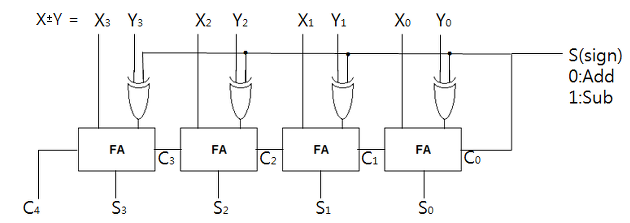 X±Y = X3 Y3 X2 Y2 X1 Y1 X0 Y0
S(sign)
0:Add
1:Sub
FA C3 FA C2 FA C1 FA C0
C4 S3 S2 S1 S0